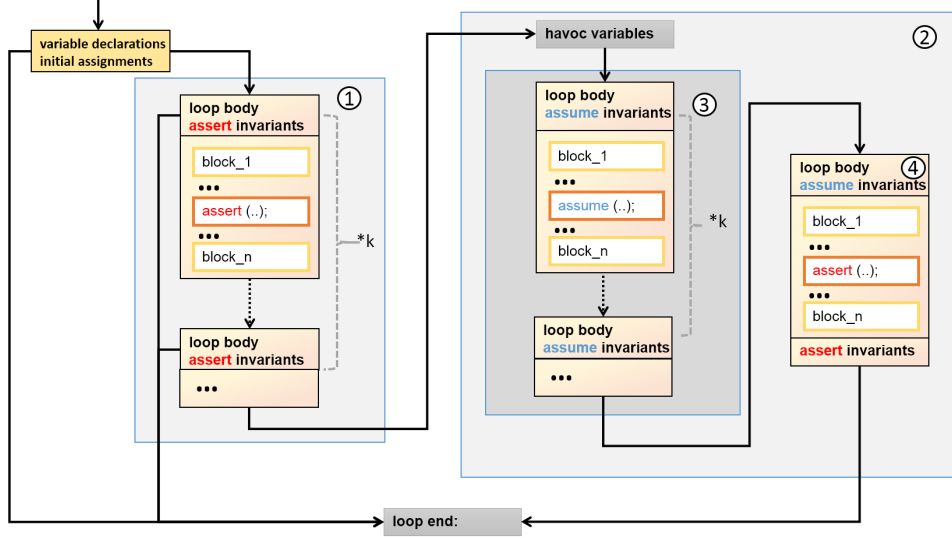 variable declarations
initial assignments
1
loop body
assert invariants
block_1
...
assert (..);
...
block_n
*k
loop body
assert invariants
...
2
havoc variables
3
loop body
assume invariants
block_1
...
assume (..);
...
block_n
*k
loop body
assume invariants
...
4
loop body
assume invariants
block_1
...
assert (..);
...
block_n
assert invariants
loop end: